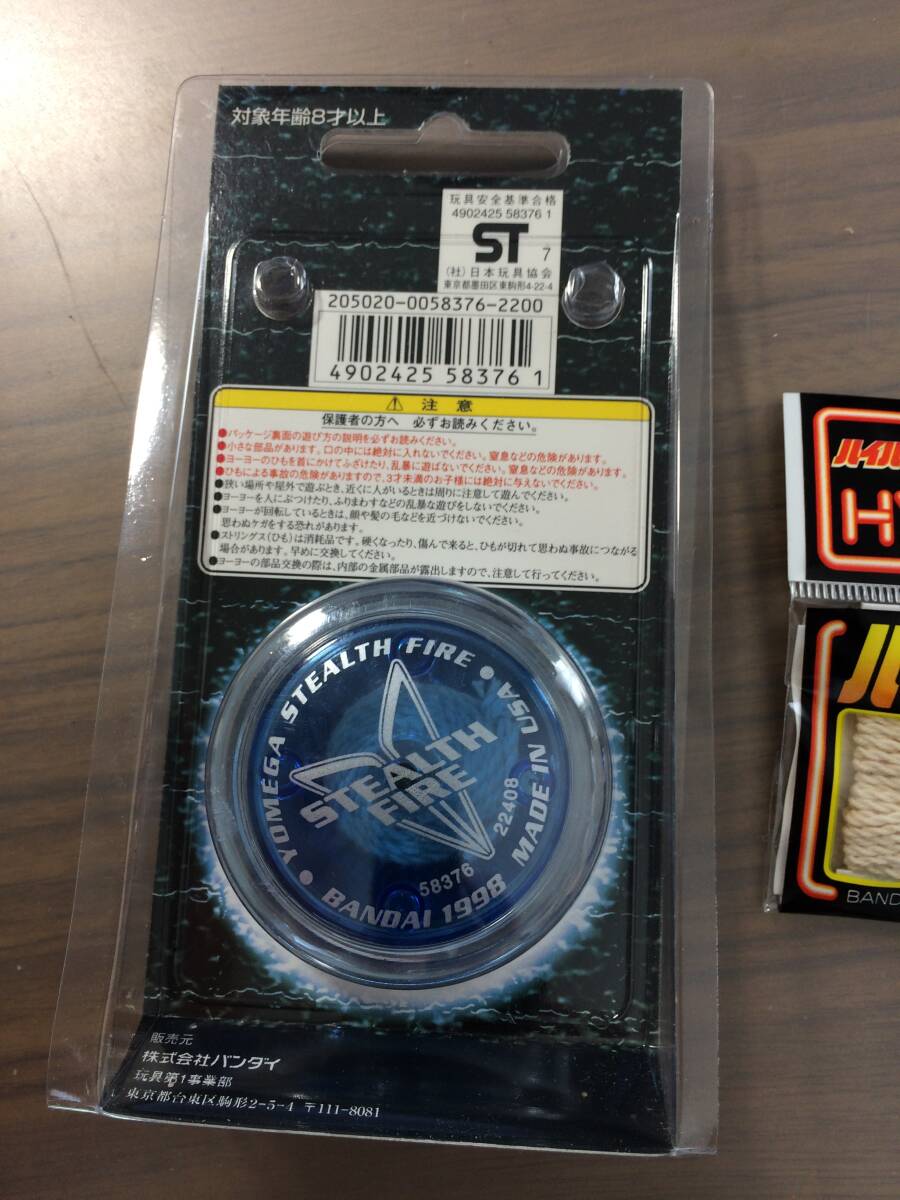 対象年齢8才以上
玩具安全基準合格
4902425 58376 1
ST 7
(社)日本玩具協会
東京都墨田区東駒形4-22-4
205020-0058376-2200
4902425 58376 1
⚠ 注意
保護者の方へ 必ずお読みください。
●パッケージ裏面の遊び方の説明を必ずお読みください。
●小さな部品があります。口の中には絶対に入れないでください。窒息などの危険があります。
●ヨーヨーのひもを首にかけてふざけたり、乱暴に遊ばないでください。窒息などの危険があります。
●ひもによる事故の危険がありますので、3才未満のお子様には絶対に与えないでください。
●狭い場所や屋外で遊ぶとき、近くに人がいるときは周りに注意して遊んでください。
●ヨーヨーを人にぶつけたり、ふりまわすなどの乱暴な遊びをしないでください。
●ヨーヨーが回転しているときは、顔や髪の毛などを近づけないでください。
思わぬケガをする恐れがあります。
●ストリングス(ひも)は消耗品です。硬くなったり、傷んで来ると、ひもが切れて思わぬ事故につながる
場合があります。早めに交換してください。
●ヨーヨーの部品交換の際は、内部の金属部品が露出しますので、注意して行ってください。
YOMEGA STEALTH FIRE ●
MADE IN USA
STEALTH
FIRE
22408
58376
● BANDAI 1998
販売元
株式会社バンダイ
玩具第1事業部
東京都台東区駒形2-5-4 〒111-8081
ハイパ
HY
ハ
BAND